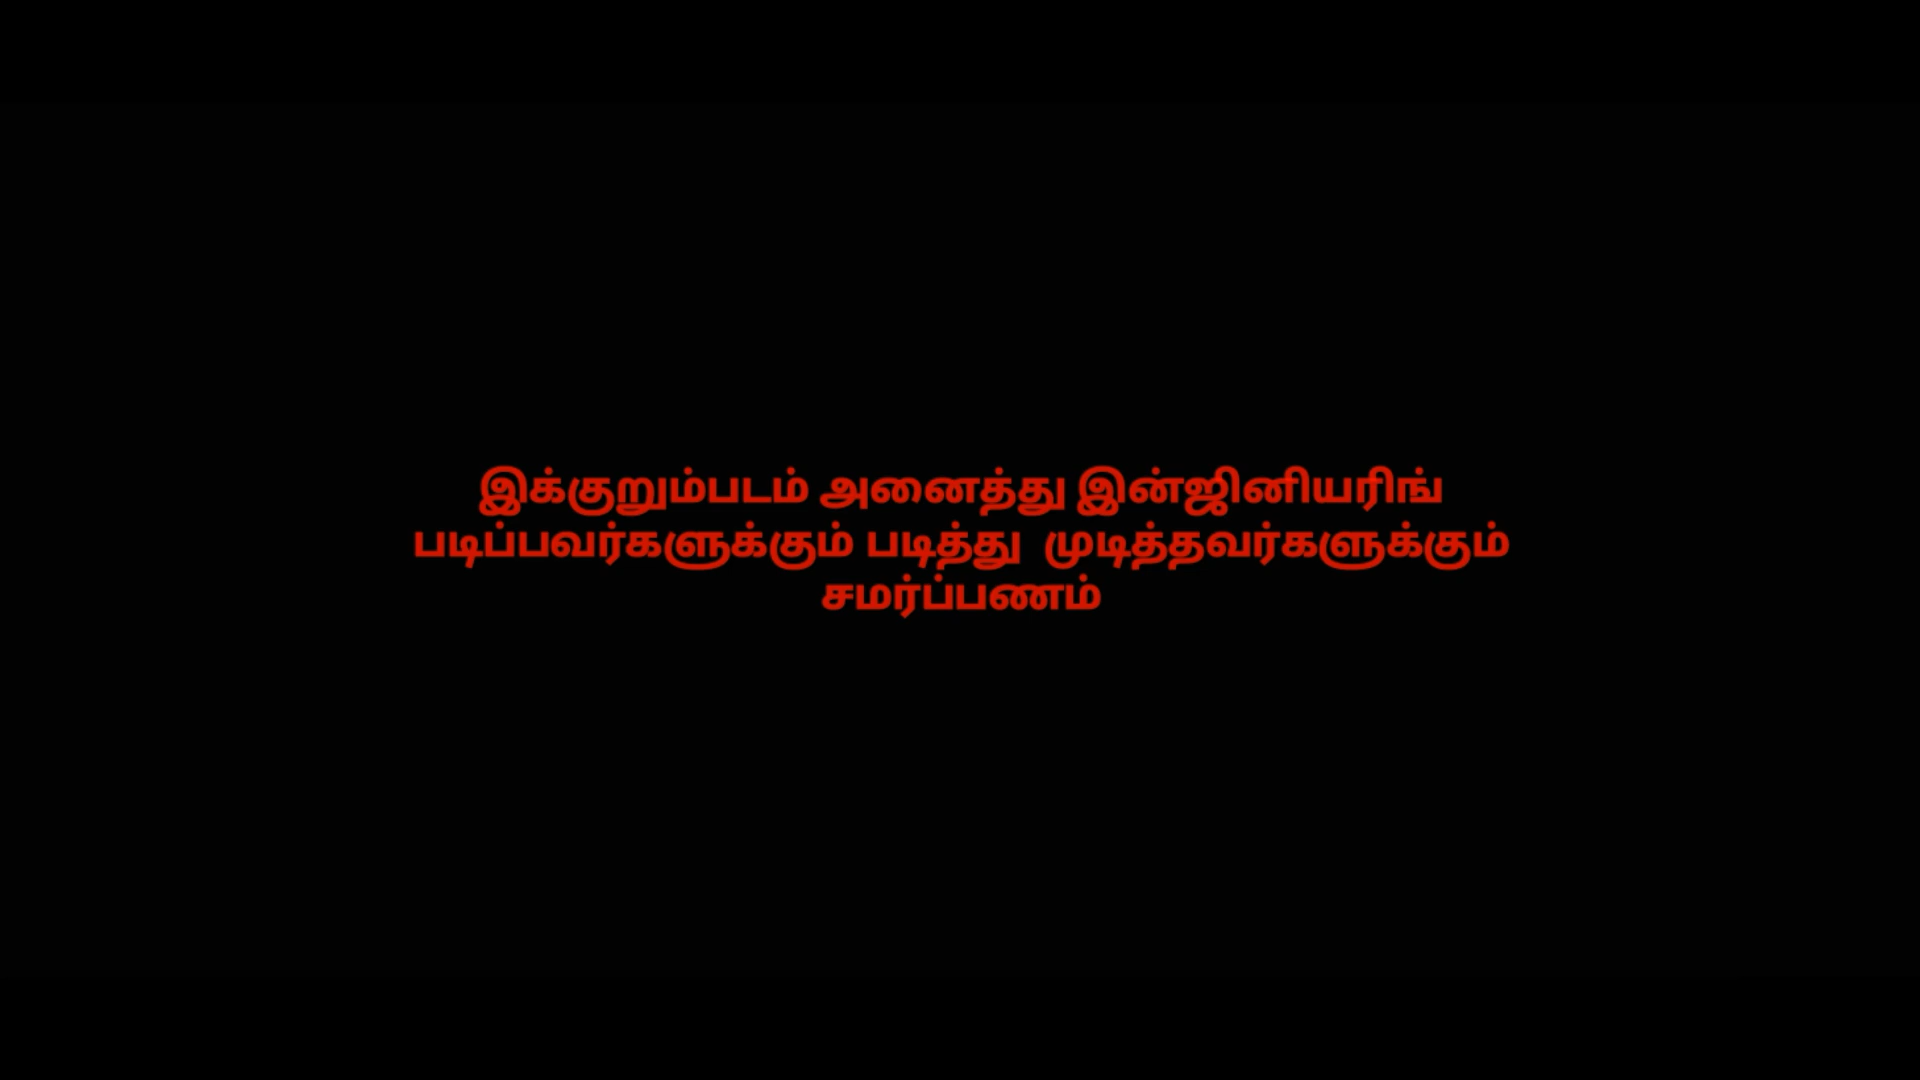 இக்குறும்படம் அனைத்து இன்ஜினியரிங்
படிப்பவர்களுக்கும் படித்து  முடித்தவர்களுக்கும்
சமர்ப்பணம்